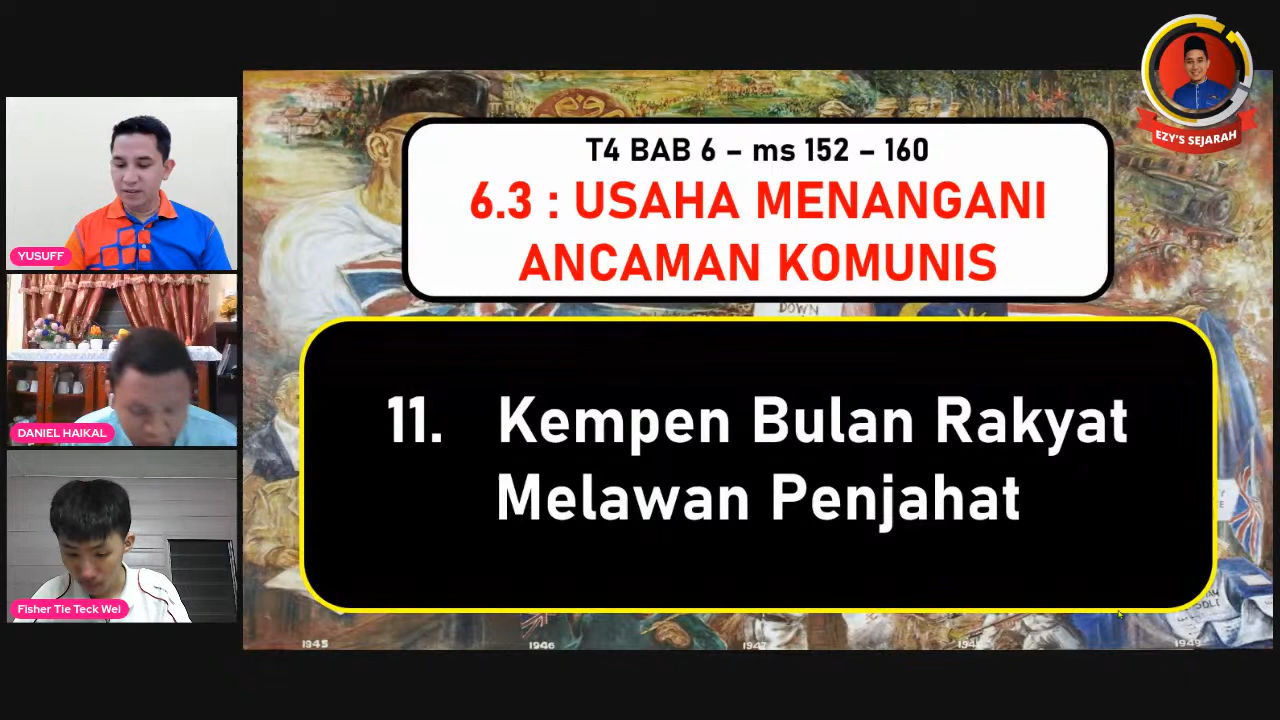 EZY'S SEJARAH
T4 BAB 6 – ms 152 – 160
6.3 : USAHA MENANGANI
ANCAMAN KOMUNIS
YUSUFF
DOWN
11. Kempen Bulan Rakyat
Melawan Penjahat
DANIEL HAIKAL
Fisher Tie Teck Wei
1945
1946
1947
1949